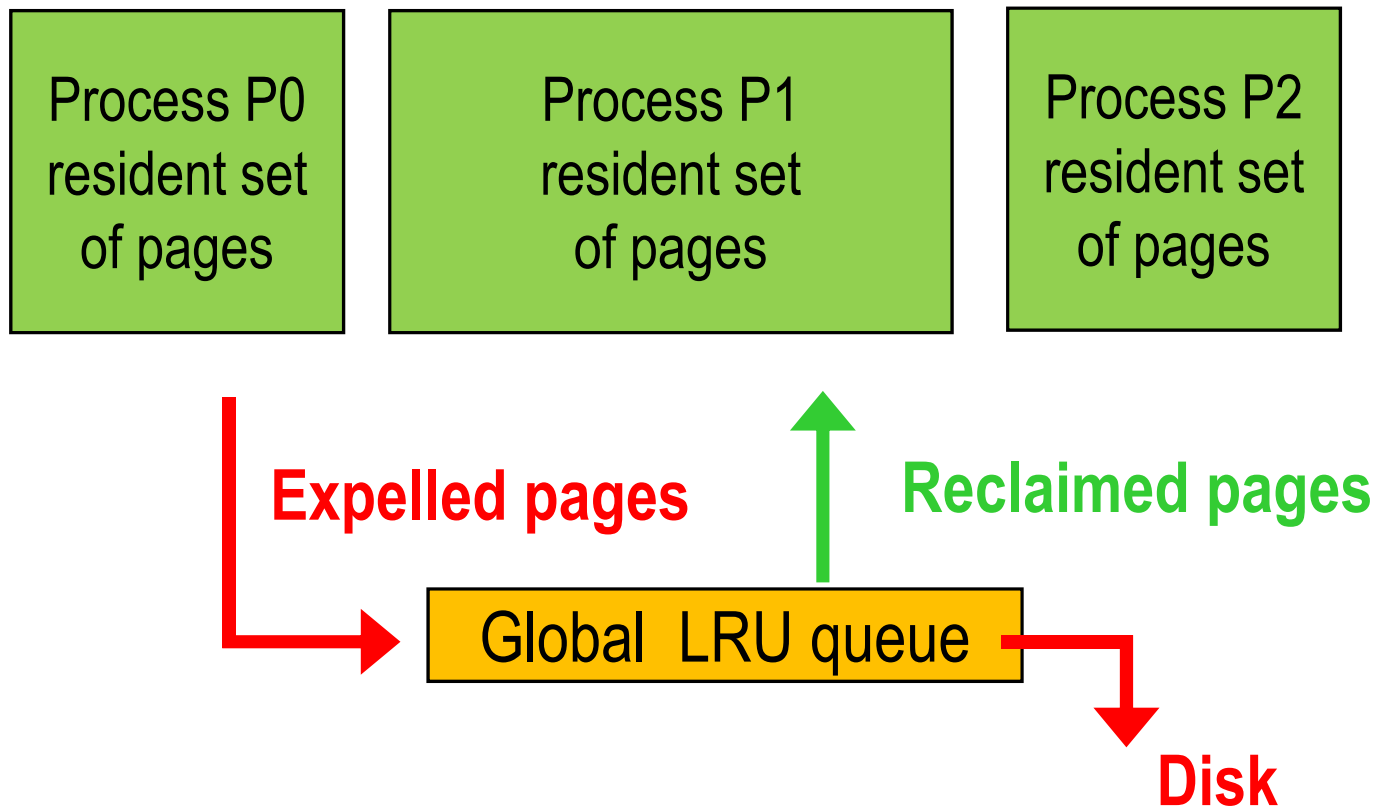 Process P0
resident set
of pages
Process P1
resident set
of pages
Process P2
resident set
of pages
Expelled pages
Reclaimed pages
Global LRU queue
Disk